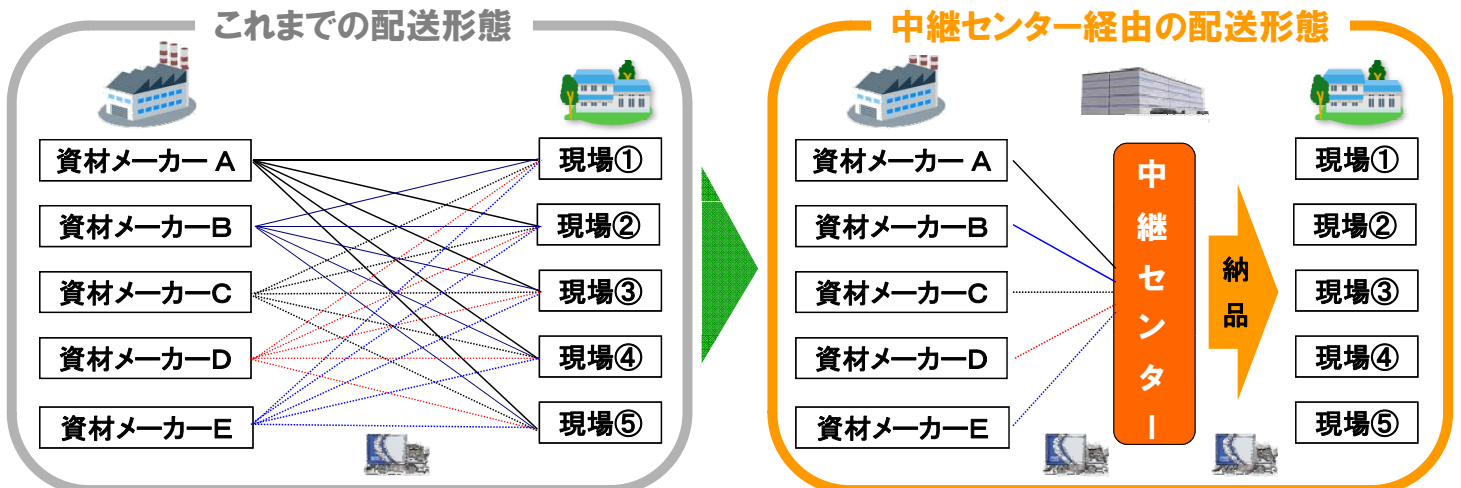 これまでの配送形態
資材メーカー A
資材メーカーB
資材メーカーC
資材メーカーD
資材メーカーE
現場①
現場②
現場③
現場④
現場⑤
中継センター経由の配送形態
資材メーカー A
資材メーカーB
資材メーカーC
資材メーカーD
資材メーカーE
中継センター
納品
現場①
現場②
現場③
現場④
現場⑤